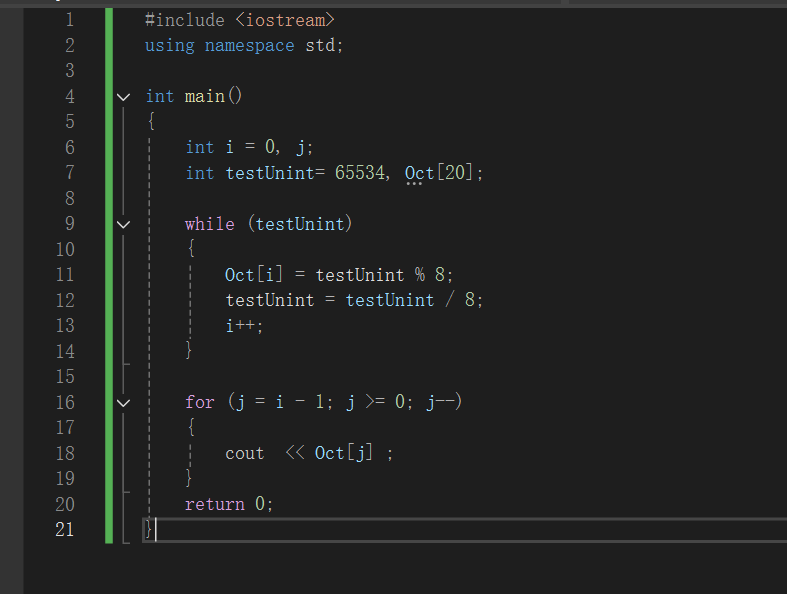 1 #include <iostream>
2 using namespace std;
3
4 int main()
5 {
6 int i = 0, j;
7 int testUnint= 65534, Oct[20];
8
9 while (testUnint)
10 {
11 Oct[i] = testUnint % 8;
12 testUnint = testUnint / 8;
13 i++;
14 }
15
16 for (j = i - 1; j >= 0; j--)
17 {
18 cout  << Oct[j] ;
19 }
20 return 0;
21 }